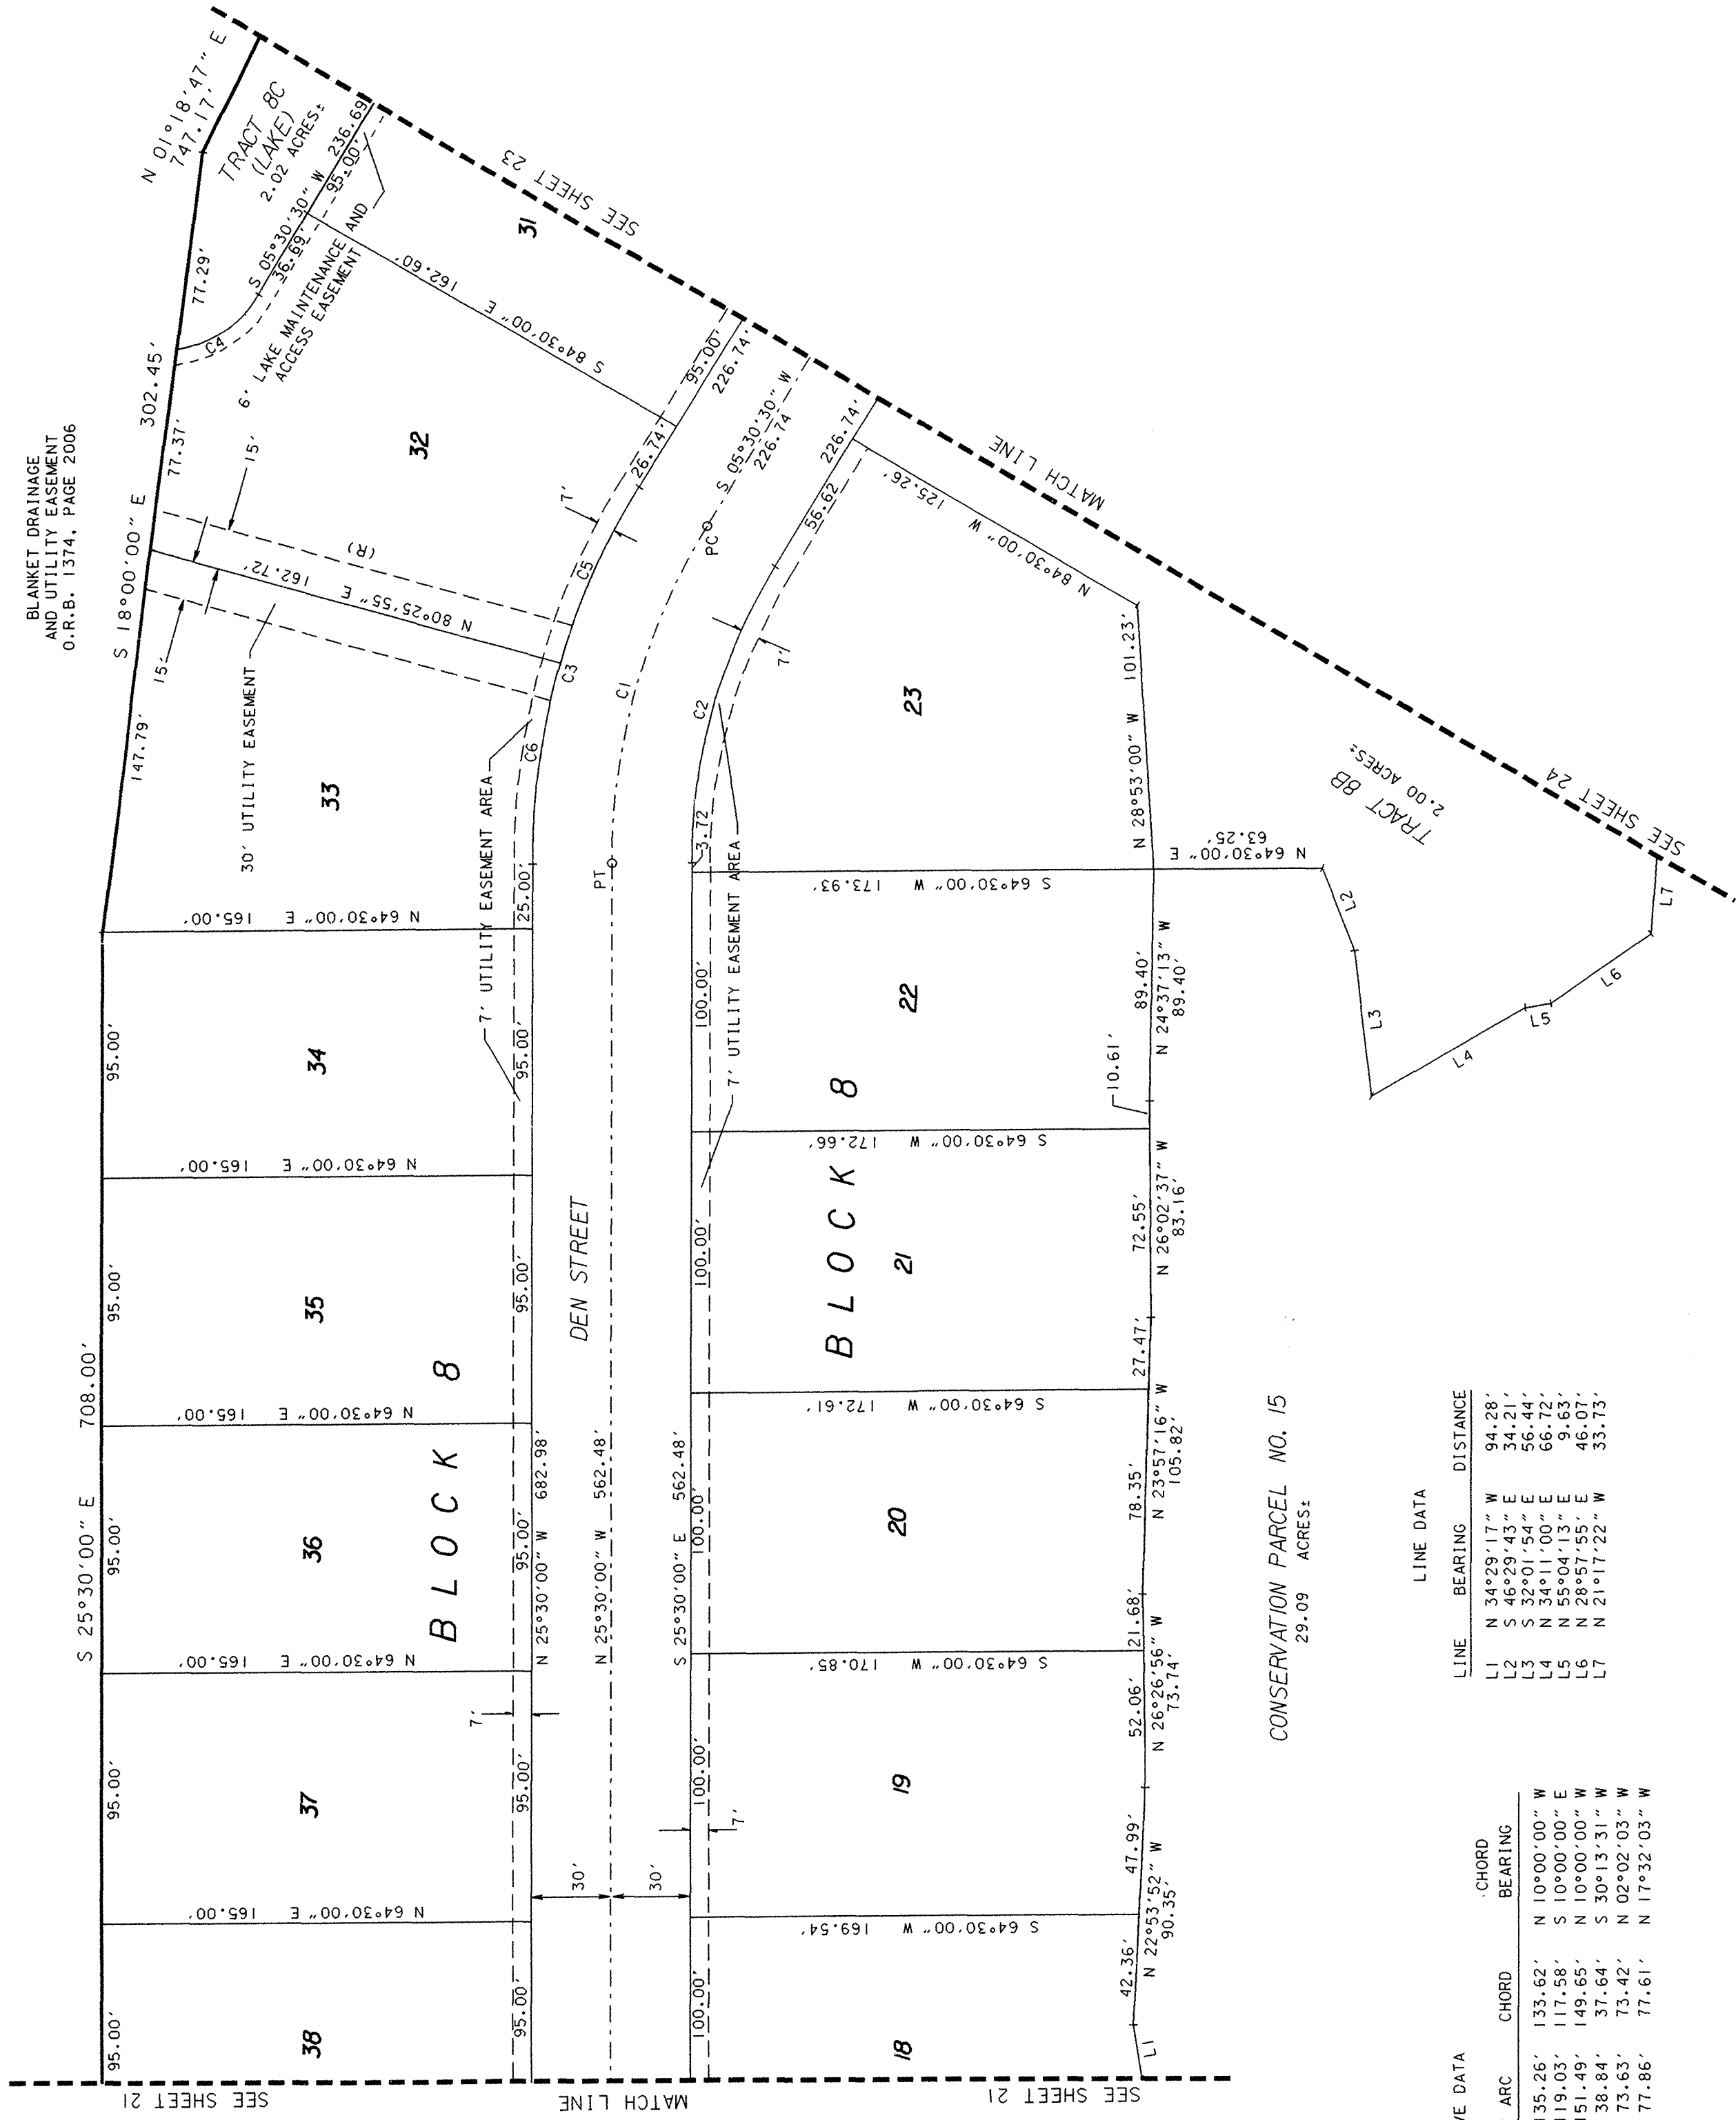 BLANKET DRAINAGE
AND UTILITY EASEMENT
O.R.B. 1374, PAGE 2006
N 01°18'47" E
747.17'
TRACT 8C
(LAKE)
2.02 ACRES±
S 18°00'00" E 302.45'
147.79'
77.37'
77.29'
C4
S 05°30'30" W 236.69'
36.69'
95.00'
6' LAKE MAINTENANCE AND
ACCESS EASEMENT
15'
15'
30' UTILITY EASEMENT
N 80°25'55" E
162.72'
(R)
S 84°30'00" E
162.60'
31
32
33
SEE SHEET 23
S 25°30'00" E 708.00'
95.00'
95.00'
95.00'
95.00'
95.00'
95.00'
38
37
36
35
34
N 64°30'00" E 165.00'
N 64°30'00" E 165.00'
N 64°30'00" E 165.00'
N 64°30'00" E 165.00'
N 64°30'00" E 165.00'
BLOCK 8
7' UTILITY EASEMENT AREA
7'
95.00'
95.00'
95.00'
95.00'
95.00'
25.00'
C6
C3
C5
7'
26.74'
95.00'
226.74'
N 25°30'00" W 682.98'
DEN STREET
30'
30'
N 25°30'00" W 562.48'
PT
C1
PC
S 05°30'30" W
226.74
S 25°30'00" E 562.48'
100.00'
100.00'
100.00'
100.00'
100.00'
3.72
C2
7'
56.62
226.74'
7'
7' UTILITY EASEMENT AREA
BLOCK 8
18
19
20
21
22
23
S 64°30'00" W 169.54'
S 64°30'00" W 170.85'
S 64°30'00" W 172.61'
S 64°30'00" W 172.66'
S 64°30'00" W 173.93'
N 84°30'00" W
125.26'
MATCH LINE
L1
42.36'
47.99'
N 22°53'52" W
90.35'
52.06'
21.68'
N 26°26'56" W
73.74'
78.35'
27.47'
N 23°57'16" W
105.82'
72.55'
10.61'
N 26°02'37" W
83.16'
89.40'
N 24°37'13" W
89.40'
N 28°53'00" W 101.23'
N 64°30'00" E
63.25'
L2
L3
L4
L5
L6
L7
TRACT 8B
2.00 ACRES±
SEE SHEET 24
SEE SHEET 21
MATCH LINE
SEE SHEET 21
CONSERVATION PARCEL NO. 15
29.09 ACRES±
LINE DATA
LINE BEARING DISTANCE
L1 N 34°29'17" W 94.28'
L2 S 46°29'43" E 34.21'
L3 S 32°01'54" E 56.44'
L4 N 34°11'00" E 66.72'
L5 N 55°04'13" E 9.63'
L6 N 28°57'55' E 46.07'
L7 N 21°17'22" W 33.73'
VE DATA
ARC CHORD CHORD BEARING
135.26' 133.62' N 10°00'00" W
119.03' 117.58' S 10°00'00" E
151.49' 149.65' N 10°00'00" W
38.84' 37.64' S 30°13'31" W
73.63' 73.42' N 02°02'03" W
77.86' 77.61' N 17°32'03" W